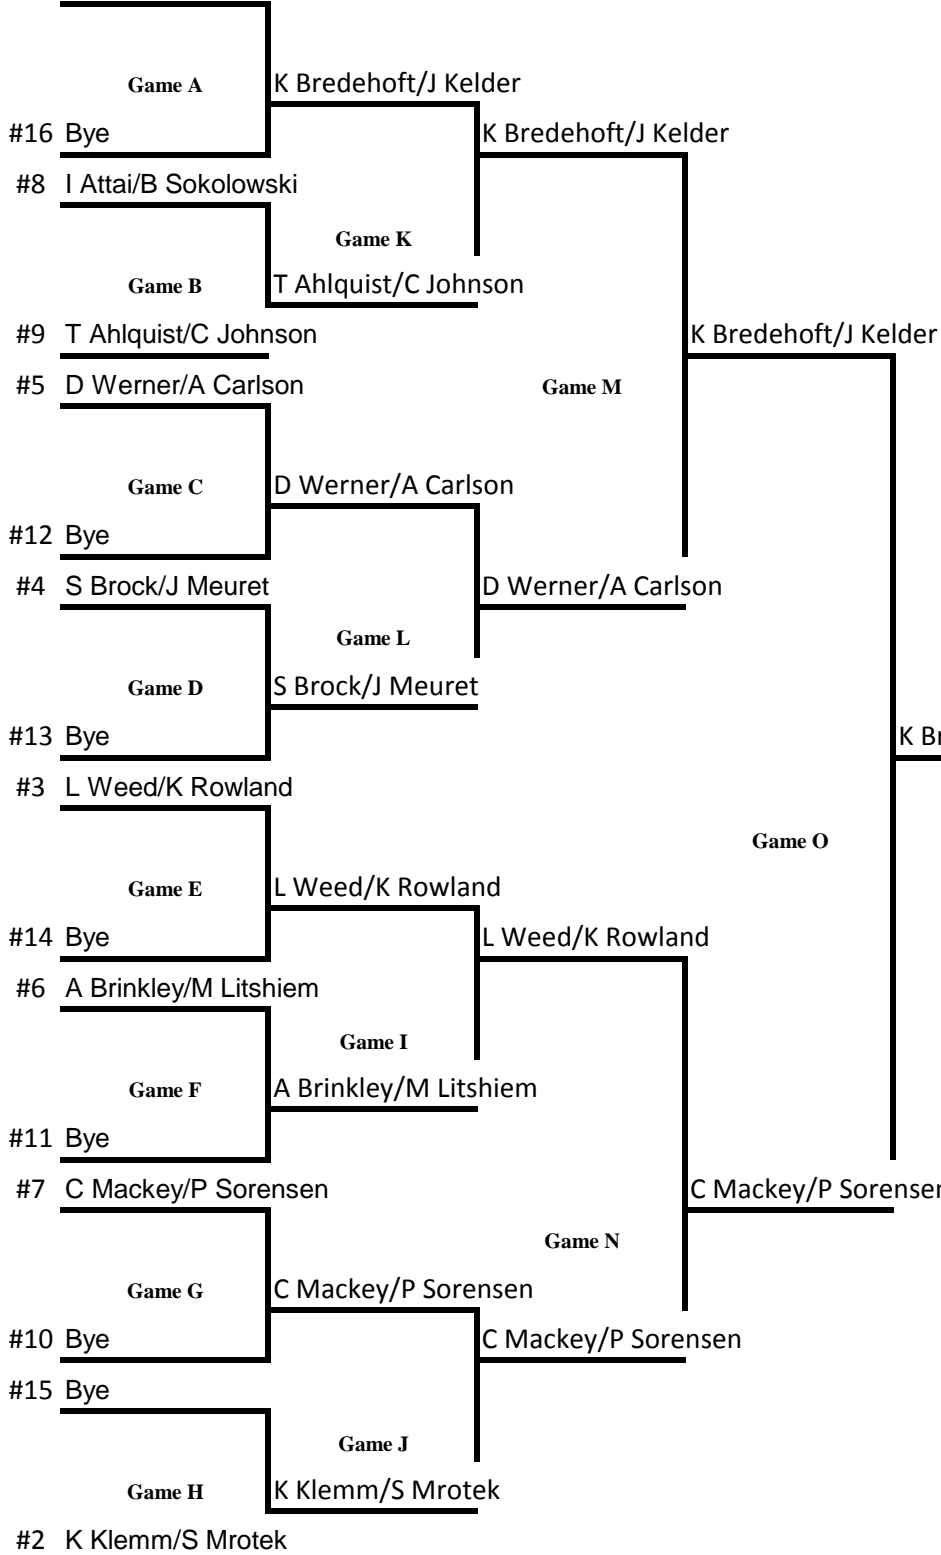 Game A
K Bredehoft/J Kelder
#16 Bye
K Bredehoft/J Kelder
#8 I Attai/B Sokolowski
Game K
Game B
T Ahlquist/C Johnson
#9 T Ahlquist/C Johnson
K Bredehoft/J Kelder
#5 D Werner/A Carlson
Game M
Game C
D Werner/A Carlson
#12 Bye
#4 S Brock/J Meuret
D Werner/A Carlson
Game L
Game D
S Brock/J Meuret
#13 Bye
K Br
#3 L Weed/K Rowland
Game O
Game E
L Weed/K Rowland
#14 Bye
L Weed/K Rowland
#6 A Brinkley/M Litshiem
Game I
Game F
A Brinkley/M Litshiem
#11 Bye
#7 C Mackey/P Sorensen
C Mackey/P Sorensen
Game N
Game G
C Mackey/P Sorensen
#10 Bye
C Mackey/P Sorensen
#15 Bye
Game J
Game H
K Klemm/S Mrotek
#2 K Klemm/S Mrotek